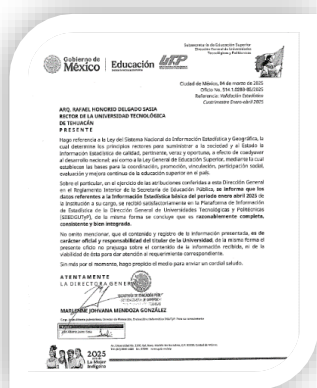 Subsecretaría de Educación Superior
Dirección General de Universidades
Tecnológicas y Politécnicas
Gobierno de
México
Educación
Ciudad de México, 04 de marzo de 2025
Referencia: Validación Estadística
Cuatrimestre Enero-abril 2025
ARQ. RAFAEL HONORIO DELGADO SASIA
RECTOR DE LA UNIVERSIDAD TECNOLÓGICA
DE TEHUACÁN
P R E S E N T E
Hago referencia a la Ley del Sistema Nacional de Información Estadística y Geográfica, la
cual determina los principios rectores para suministrar a la sociedad y al Estado la
información estadística de calidad, pertinente, veraz y oportuna, a efecto de coadyuvar
al desarrollo nacional; así como a la Ley General de Educación Superior, mediante la cual
establecen las bases para la coordinación, promoción, vinculación, participación social,
evaluación y mejora continua de la educación superior en el país.
Sobre el particular, en el ejercicio de las atribuciones conferidas a esta Dirección General
en el Reglamento Interior de la Secretaría de Educación Pública, se informa que los
datos referentes a la Información Estadística básica del periodo enero abril 2025 de
la institución a su cargo, se recibió satisfactoriamente en la Plataforma de Información
de Estadística de la Dirección General de Universidades Tecnológicas y Politécnicas
de la misma forma se concluye que es razonablemente completa,
consistente y bien integrada.
No omito mencionar, que el contenido y registro de la información presentada, es de
carácter oficial y responsabilidad del titular de la Universidad, de la misma forma el
presente oficio no prejuzga sobre el contenido de la información recibida, ni de la
viabilidad de ésta para dar atención al requerimiento correspondiente.
Sin más por el momento, hago propicio el medio para enviar un cordial saludo.
A T E N T A M E N T E
LA DIRECTORA GENERAL
MARLENNE JOHVANA MENDOZA GONZÁLEZ
2025
Año de
La Mujer
Indígena